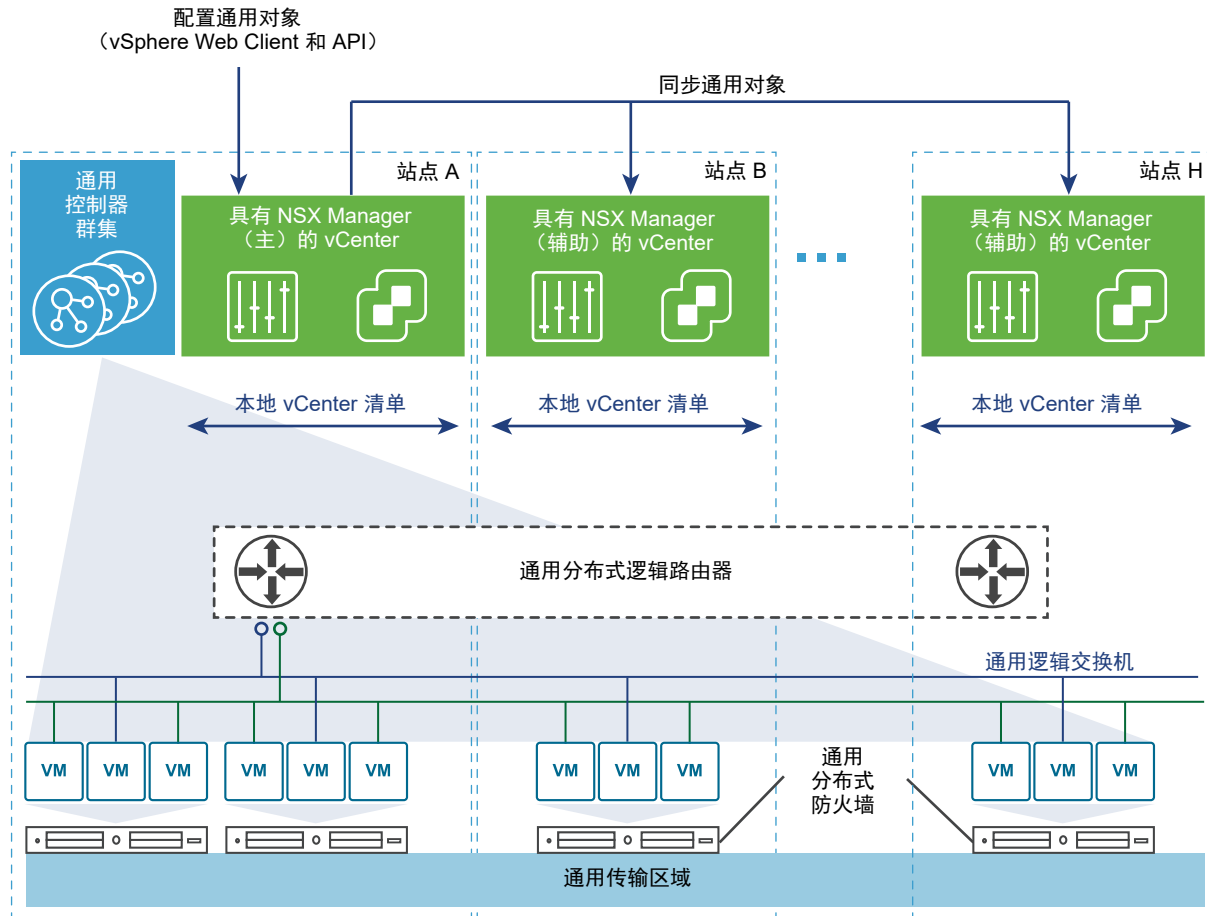 配置通用对象
（vSphere Web Client 和 API）
同步通用对象
通用
控制器
群集
站点 A
具有 NSX Manager
（主）的 vCenter
站点 B
具有 NSX Manager
（辅助）的 vCenter
站点 H
具有 NSX Manager
（辅助）的 vCenter
本地 vCenter 清单
本地 vCenter 清单
本地 vCenter 清单
通用分布式逻辑路由器
通用逻辑交换机
VM
VM
VM
VM
VM
VM
VM
VM
VM
VM
VM
VM
通用
分布式
防火墙
通用传输区域